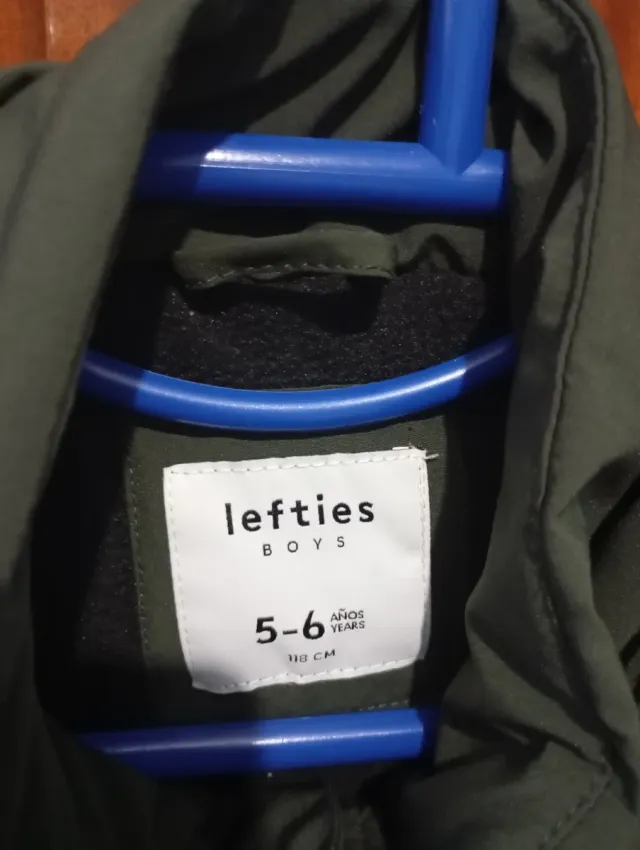 lefties
BOYS
5-6 AÑOS
YEARS
118 CM